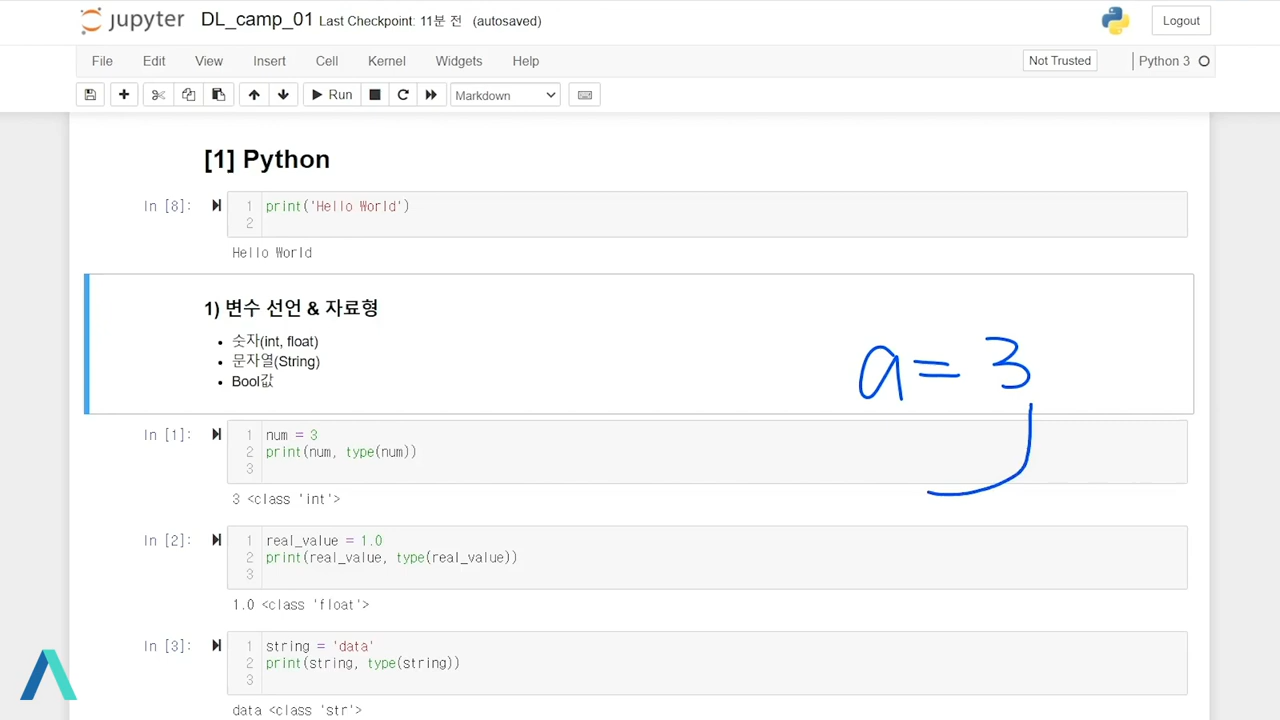 jupyter DL_camp_01 Last Checkpoint: 11분 전 (autosaved) Logout
File Edit View Insert Cell Kernel Widgets Help Not Trusted Python 3
Run Markdown
[1] Python
In [8]: 1 print('Hello World')
2
Hello World
1) 변수 선언 & 자료형
• 숫자(int, float)
• 문자열(String)
• Bool값
a = 3
In [1]: 1 num = 3
2 print(num, type(num))
3
3 <class 'int'>
In [2]: 1 real_value = 1.0
2 print(real_value, type(real_value))
3
1.0 <class 'float'>
In [3]: 1 string = 'data'
2 print(string, type(string))
3
data <class 'str'>